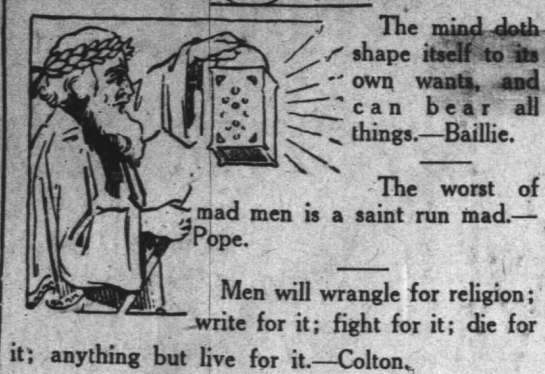 The mind doth
shape itself to its
own wants, and
can bear all
things.—Baillie.
The worst of
mad men is a saint run mad.—
Pope.
Men will wrangle for religion;
write for it; fight for it; die for
it; anything but live for it.—Colton.